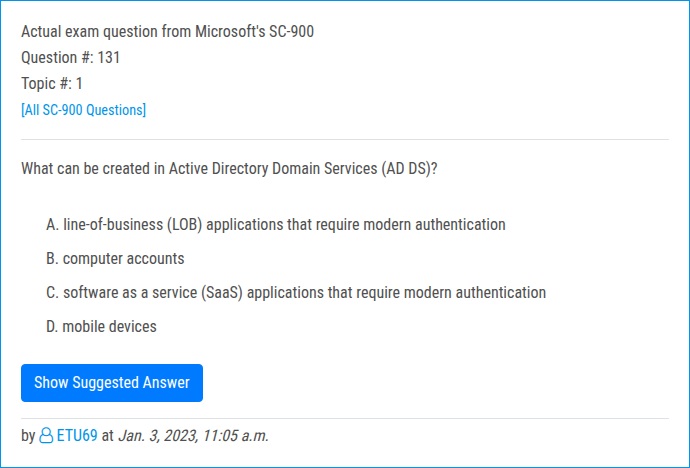 Actual exam question from Microsoft's SC-900
Question #: 131
Topic #: 1
[All SC-900 Questions]
What can be created in Active Directory Domain Services (AD DS)?
A. line-of-business (LOB) applications that require modern authentication
B. computer accounts
C. software as a service (SaaS) applications that require modern authentication
D. mobile devices
Show Suggested Answer
by ETU69 at Jan. 3, 2023, 11:05 a.m.